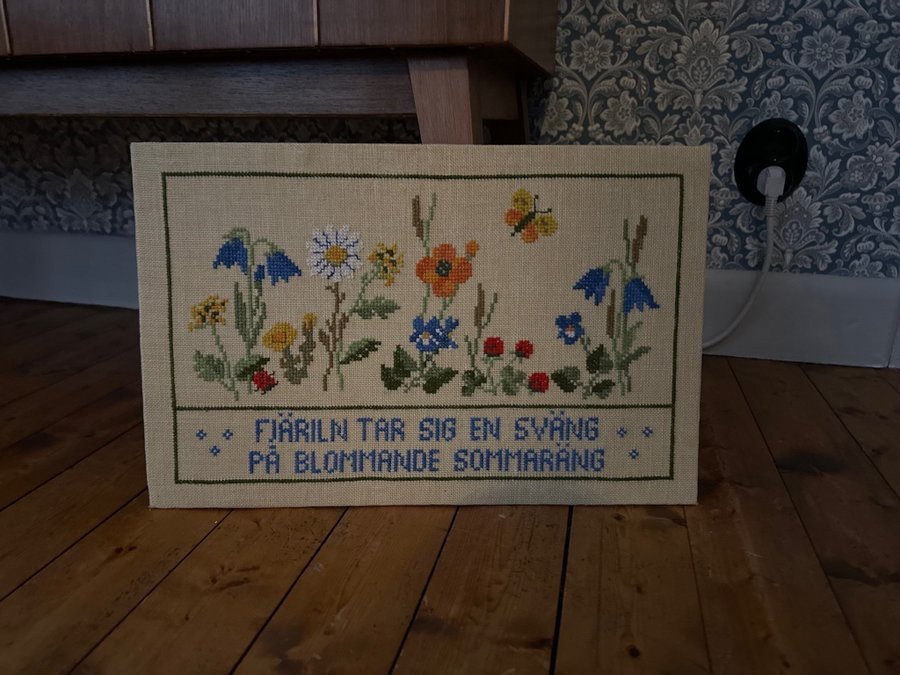 FJÄRILN TAR SIG EN SVÄNG
PÅ BLOMMANDE SOMMARÄNG